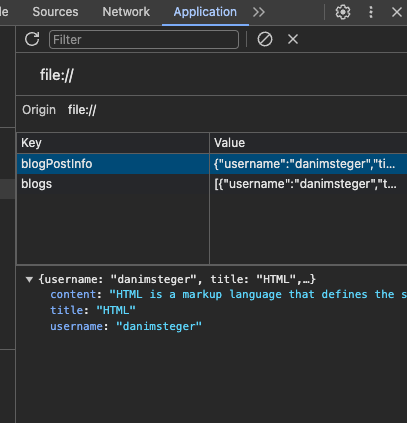 Sources Network Application
Filter
file://
Origin file://
Key Value
blogPostInfo {"username":"danimsteger","ti...
blogs [{"username":"danimsteger","t...
{username: "danimsteger", title: "HTML",…}
content: "HTML is a markup language that defines the s
title: "HTML"
username: "danimsteger"